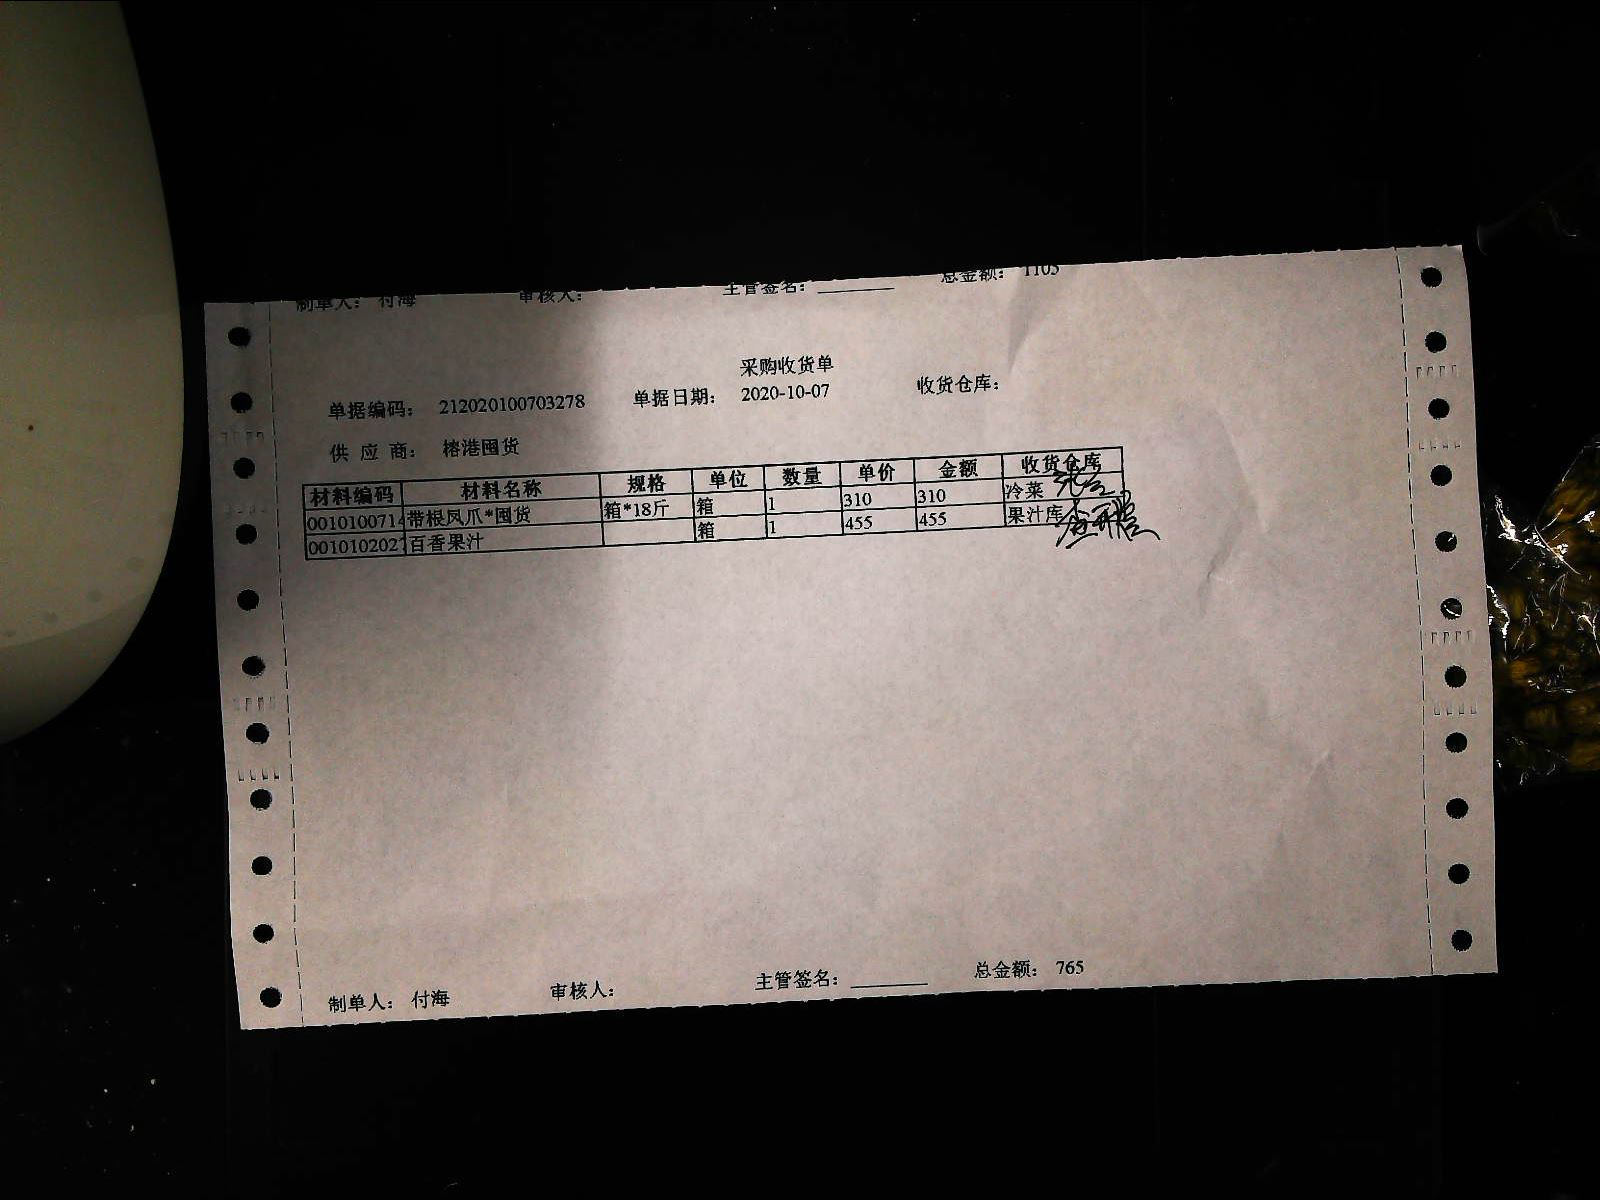 制单人： 付海 审核人： 主管签名：________ 总金额： 1105
采购收货单
单据编码： 212020100703278 单据日期： 2020-10-07 收货仓库：
供 应 商： 榕港囤货
材料编码 材料名称 规格 单位 数量 单价 金额 收货仓库
0010100714 带根凤爪*囤货 箱*18斤 箱 1 310 310 冷菜
001010202 百香果汁 箱 1 455 455 果汁库
制单人： 付海 审核人： 主管签名：________ 总金额： 765